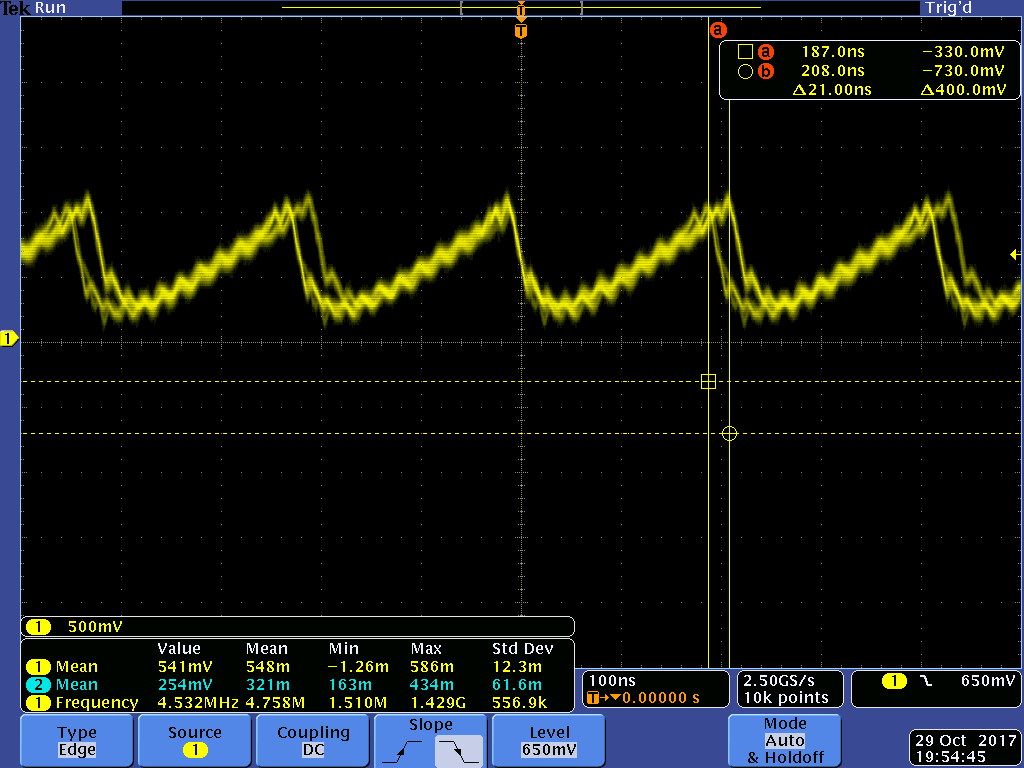 Tek Run Trig'd
T
T
a
a 187.0ns −330.0mV
b 208.0ns −730.0mV
Δ21.00ns Δ400.0mV
1
1 500mV
Value Mean Min Max Std Dev
1 Mean 541mV 548m −1.26m 586m 12.3m
2 Mean 254mV 321m 163m 434m 61.6m
1 Frequency 4.532MHz 4.758M 1.510M 1.429G 556.9k
100ns
T→▼0.00000 s
2.50GS/s
10k points
1 650mV
Type
Edge
Source
1
Coupling
DC
Slope
Level
650mV
Mode
Auto
& Holdoff
29 Oct 2017
19:54:45